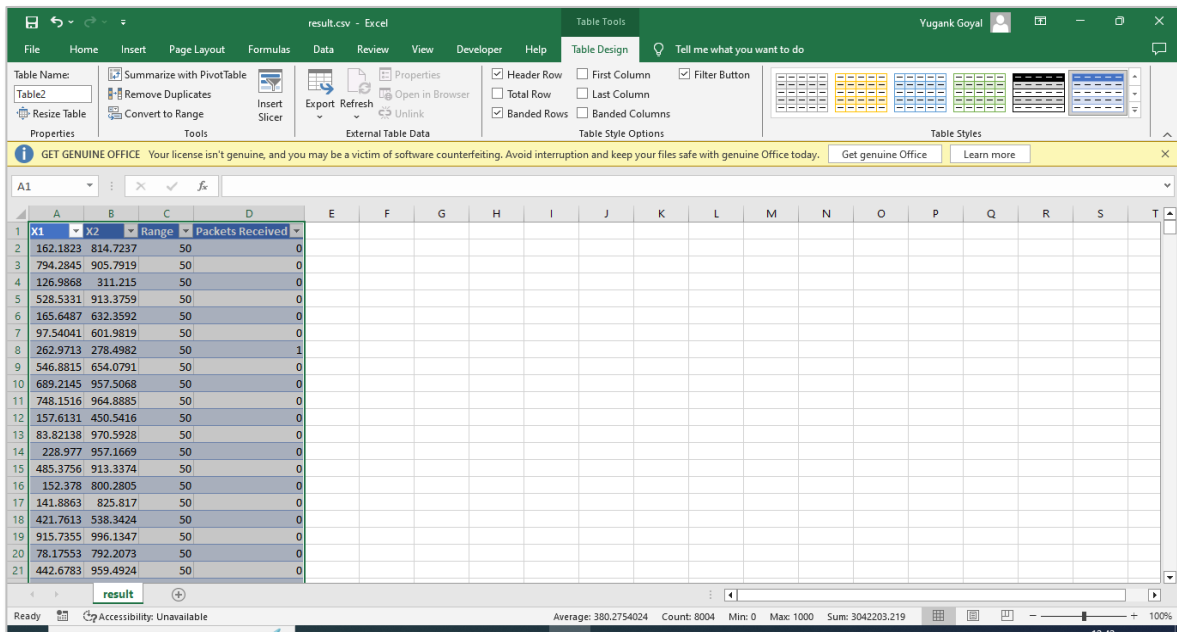 result.csv - Excel
Table Tools
Yugank Goyal
File Home Insert Page Layout Formulas Data Review View Developer Help Table Design Tell me what you want to do
Table Name:
Table2
Resize Table
Properties
Summarize with PivotTable
Remove Duplicates
Convert to Range
Insert
Slicer
Tools
Export Refresh
Properties
Open in Browser
Unlink
External Table Data
Header Row First Column Filter Button
Total Row Last Column
Banded Rows Banded Columns
Table Style Options
Table Styles
GET GENUINE OFFICE Your license isn't genuine, and you may be a victim of software counterfeiting. Avoid interruption and keep your files safe with genuine Office today. Get genuine Office Learn more
A1 fx
A B C D E F G H I J K L M N O P Q R S T
1 X1 X2 Range Packets Received
2 162.1823 814.7237 50 0
3 794.2845 905.7919 50 0
4 126.9868 311.215 50 0
5 528.5331 913.3759 50 0
6 165.6487 632.3592 50 0
7 97.54041 601.9819 50 0
8 262.9713 278.4982 50 1
9 546.8815 654.0791 50 0
10 689.2145 957.5068 50 0
11 748.1516 964.8885 50 0
12 157.6131 450.5416 50 0
13 83.82138 970.5928 50 0
14 228.977 957.1669 50 0
15 485.3756 913.3374 50 0
16 152.378 800.2805 50 0
17 141.8863 825.817 50 0
18 421.7613 538.3424 50 0
19 915.7355 996.1347 50 0
20 78.17553 792.2073 50 0
21 442.6783 959.4924 50 0
result
Ready Accessibility: Unavailable Average: 380.2754024 Count: 8004 Min: 0 Max: 1000 Sum: 3042203.219 100%